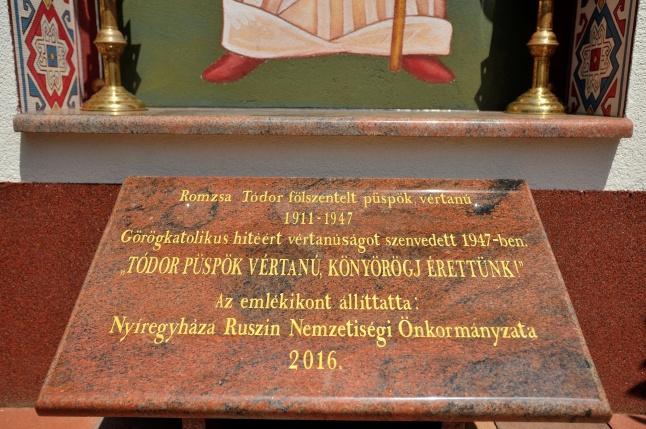 Romzsa Tódor fölszentelt püspök, vértanú
1911-1947
Görögkatolikus hitéért vértanúságot szenvedett 1947-ben.
„TÓDOR PÜSPÖK VÉRTANÚ, KÖNYÖRÖGJ ÉRETTÜNK!"
Az emlékikont állíttatta:
Nyíregyháza Ruszin Nemzetiségi Önkormányzata
2016.